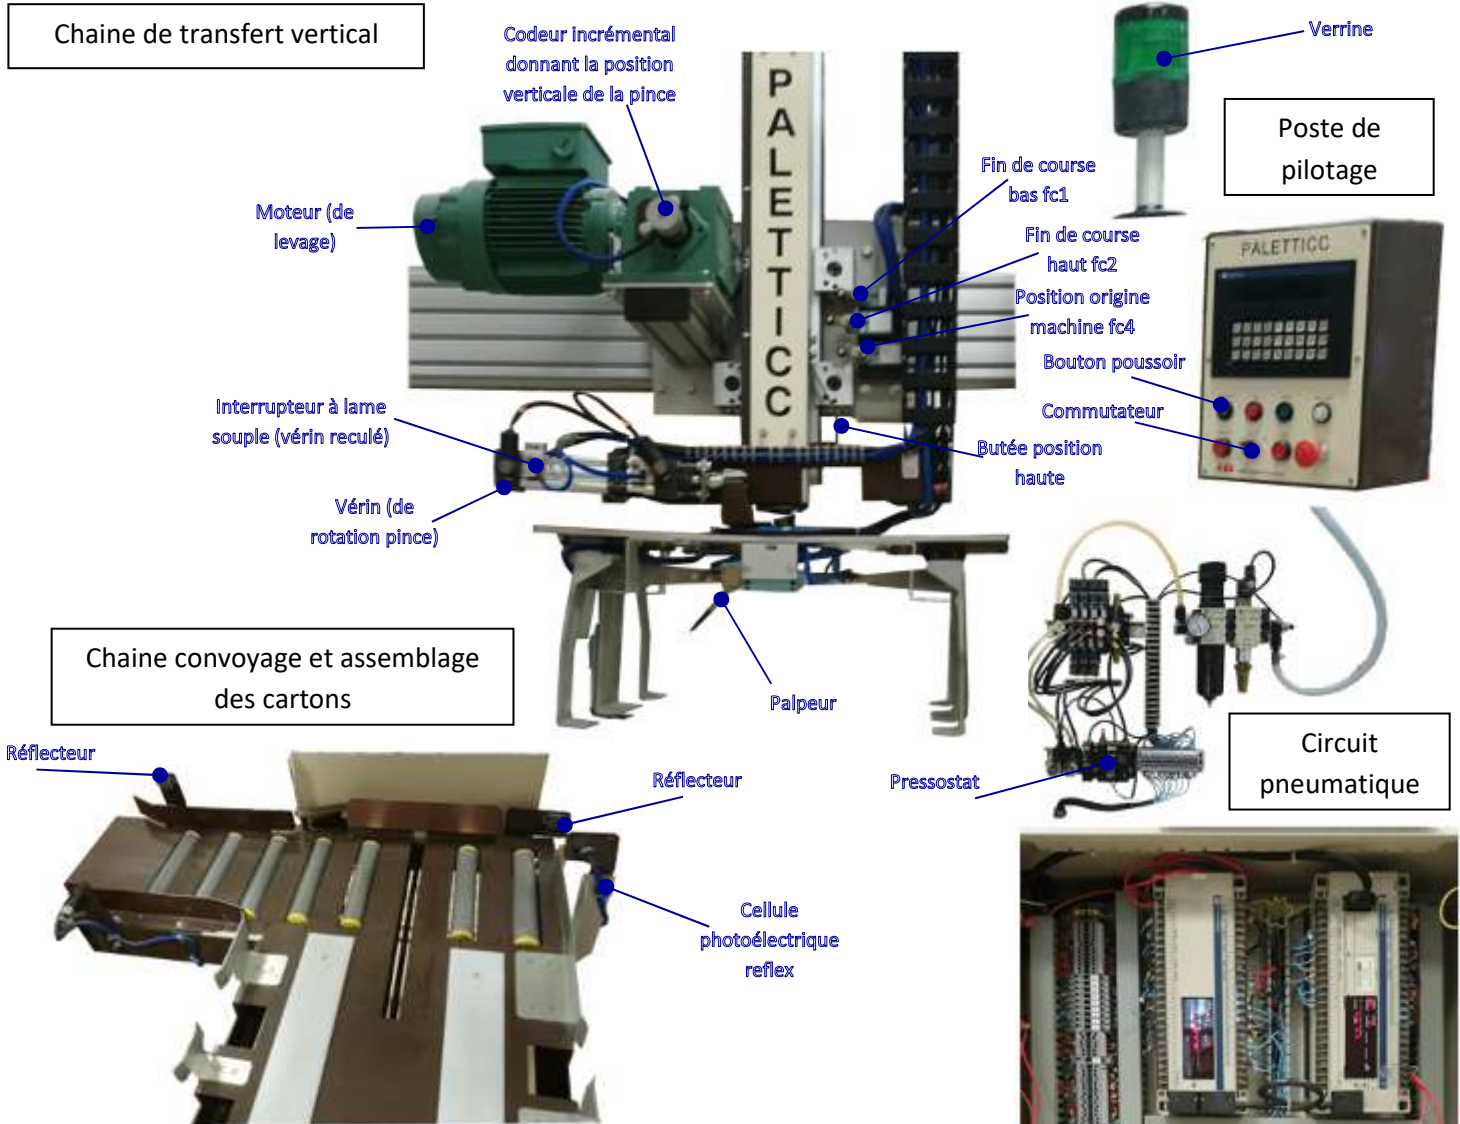 Chaine de transfert vertical
Codeur incrémental
donnant la position
verticale de la pince
Verrine
Poste de
pilotage
Fin de course
bas fc1
Moteur (de
levage)
Fin de course
haut fc2
Position origine
machine fc4
PALETTICC
PALETTICC
Bouton poussoir
Interrupteur à lame
souple (vérin reculé)
Commutateur
Butée position
haute
Vérin (de
rotation pince)
Chaine convoyage et assemblage
des cartons
Palpeur
Réflecteur
Réflecteur
Pressostat
Circuit
pneumatique
Cellule
photoélectrique
reflex